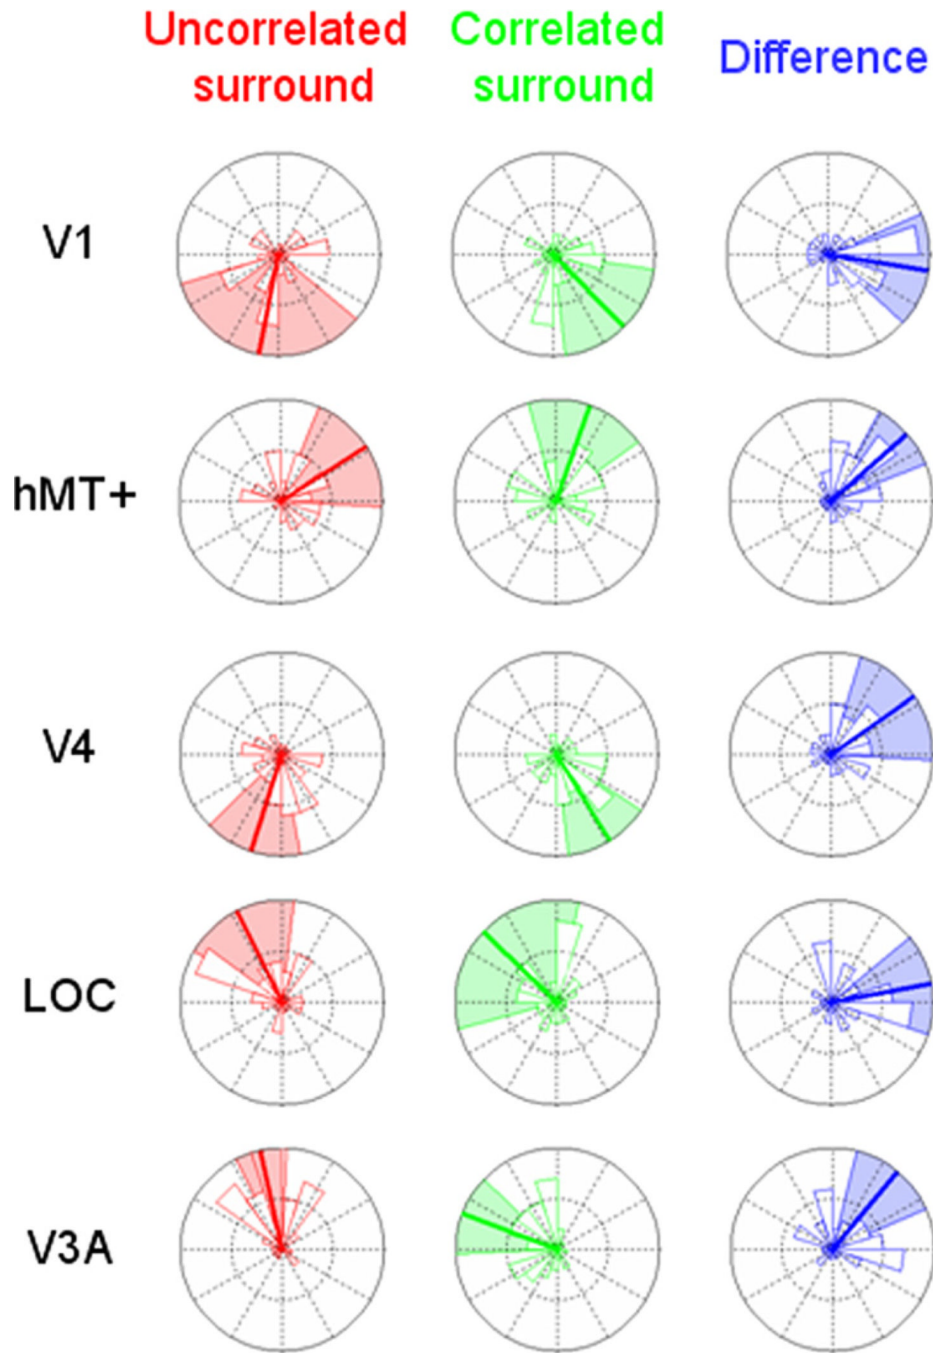 Uncorrelated surround
Correlated surround
Difference
V1
hMT+
V4
LOC
V3A